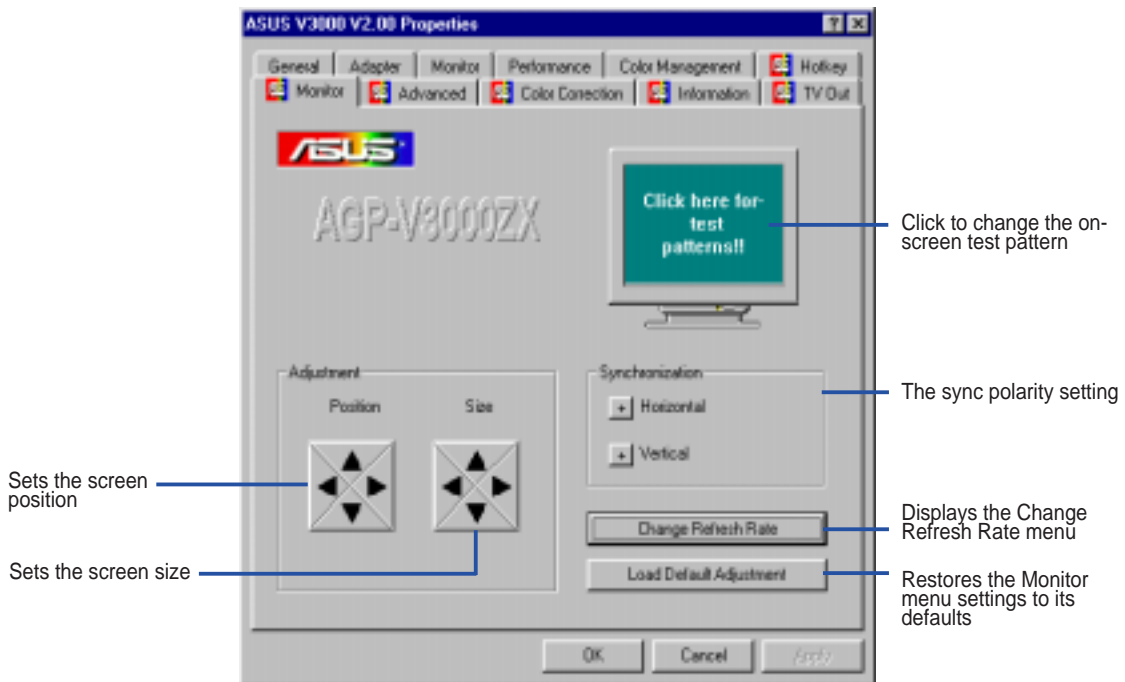 ASUS V3000 V2.00 Properties
General Adapter Monitor Performance Color Management Hotkey
Monitor Advanced Color Correction Information TV Out
ASUS
AGP-V3000ZX
Click here for-
test
patterns!!
Click to change the on-
screen test pattern
Adjustment
Position Size
Synchronization
+ Horizontal
+ Vertical
The sync polarity setting
Sets the screen
position
Sets the screen size
Change Refresh Rate
Displays the Change
Refresh Rate menu
Load Default Adjustment
Restores the Monitor
menu settings to its
defaults
OK Cancel Apply